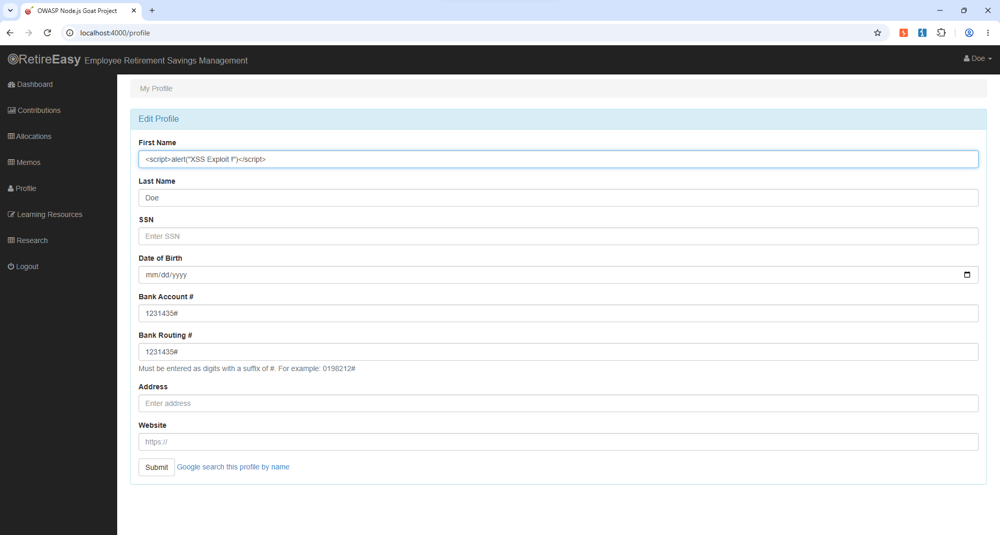 OWASP Node.js Goat Project
localhost:4000/profile
RetireEasy Employee Retirement Savings Management
Doe
Dashboard
Contributions
Allocations
Memos
Profile
Learning Resources
Research
Logout
My Profile
Edit Profile
First Name
<script>alert("XSS Exploit !")</script>
Last Name
Doe
SSN
Enter SSN
Date of Birth
mm/dd/yyyy
Bank Account #
1231435#
Bank Routing #
1231435#
Must be entered as digits with a suffix of #. For example: 0198212#
Address
Enter address
Website
https://
Submit Google search this profile by name